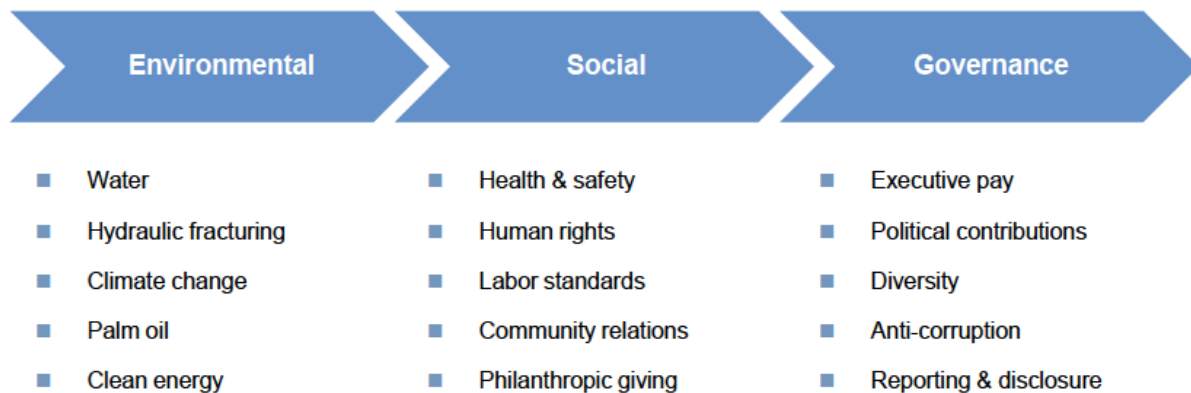 Environmental
Social
Governance
Water
Hydraulic fracturing
Climate change
Palm oil
Clean energy
Health & safety
Human rights
Labor standards
Community relations
Philanthropic giving
Executive pay
Political contributions
Diversity
Anti-corruption
Reporting & disclosure